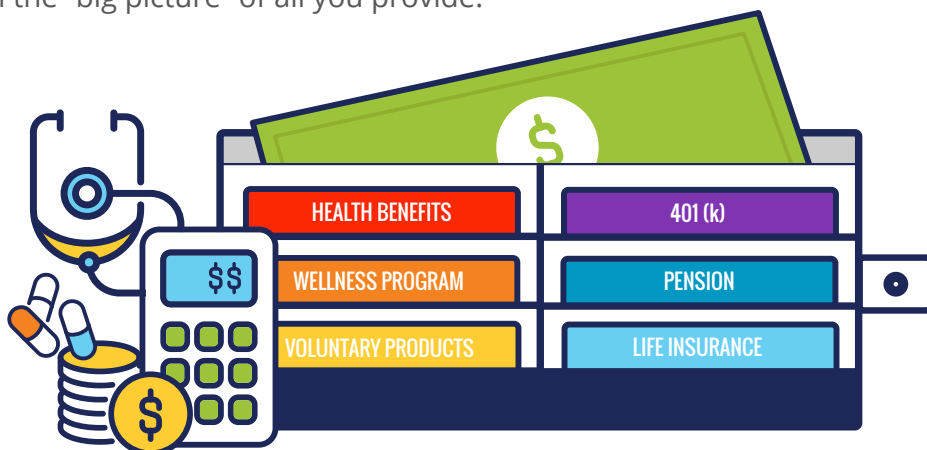 the "big picture" of all you provide.
$
HEALTH BENEFITS
401 (k)
$$
WELLNESS PROGRAM
PENSION
VOLUNTARY PRODUCTS
LIFE INSURANCE
$